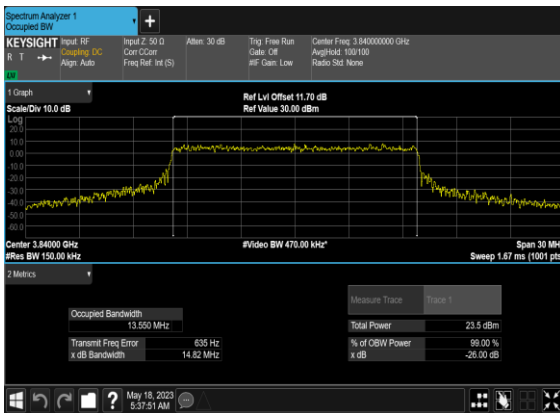 Spectrum Analyzer 1
Occupied BW
KEYSIGHT
R T
LV
Input: RF
Coupling: DC
Align: Auto
Input Z: 50 Ω
Corr CCorr
Freq Ref: Int (S)
Atten: 30 dB
Trig: Free Run
Gate: Off
#IF Gain: Low
Center Freq: 3.840000000 GHz
Avg|Hold: 100/100
Radio Std: None
1 Graph
Scale/Div 10.0 dB
Ref Lvl Offset 11.70 dB
Ref Value 30.00 dBm
Log
20.0
10.0
0.00
-10.0
-20.0
-30.0
-40.0
-50.0
-60.0
Center 3.84000 GHz
#Video BW 470.00 kHz*
Span 30 MH
#Res BW 150.00 kHz
Sweep 1.67 ms (1001 pts
2 Metrics
Measure Trace Trace 1
Occupied Bandwidth
13.550 MHz
Total Power 23.5 dBm
Transmit Freq Error 635 Hz
% of OBW Power 99.00 %
x dB Bandwidth 14.82 MHz
x dB -26.00 dB
May 18, 2023
5:37:51 AM